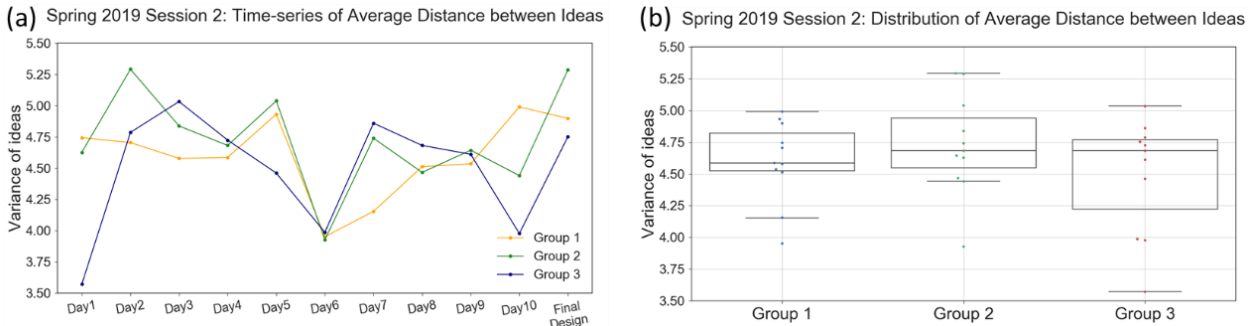 (a) Spring 2019 Session 2: Time-series of Average Distance between Ideas
5.50
5.25
5.00
4.75
4.50
4.25
4.00
3.75
3.50
Variance of ideas
Group 1
Group 2
Group 3
Day1 Day2 Day3 Day4 Day5 Day6 Day7 Day8 Day9 Day10 Final Design
(b) Spring 2019 Session 2: Distribution of Average Distance between Ideas
5.50
5.25
5.00
4.75
4.50
4.25
4.00
3.75
3.50
Variance of ideas
Group 1 Group 2 Group 3